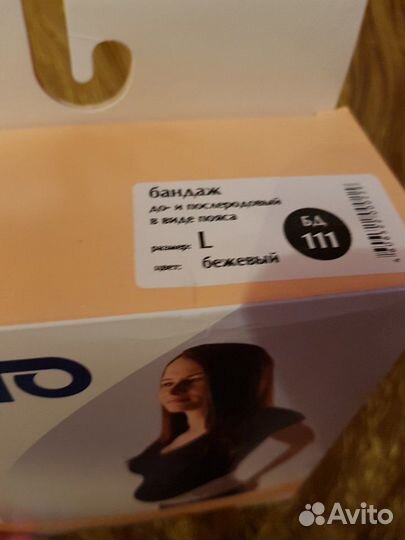 бандаж
до- и послеродовый
в виде пояса
размер: L
цвет: бежевый
БД
111
Avito